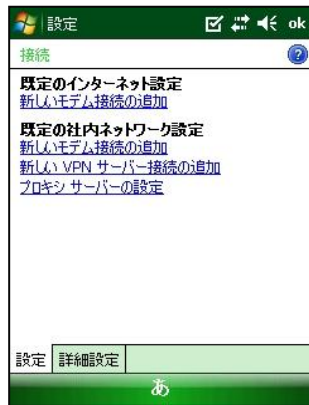 設定 ok
接続
既定のインターネット設定
新しいモデム接続の追加
既定の社内ネットワーク設定
新しいモデム接続の追加
新しい VPN サーバー接続の追加
プロキシ サーバーの設定
設定 詳細設定
あ